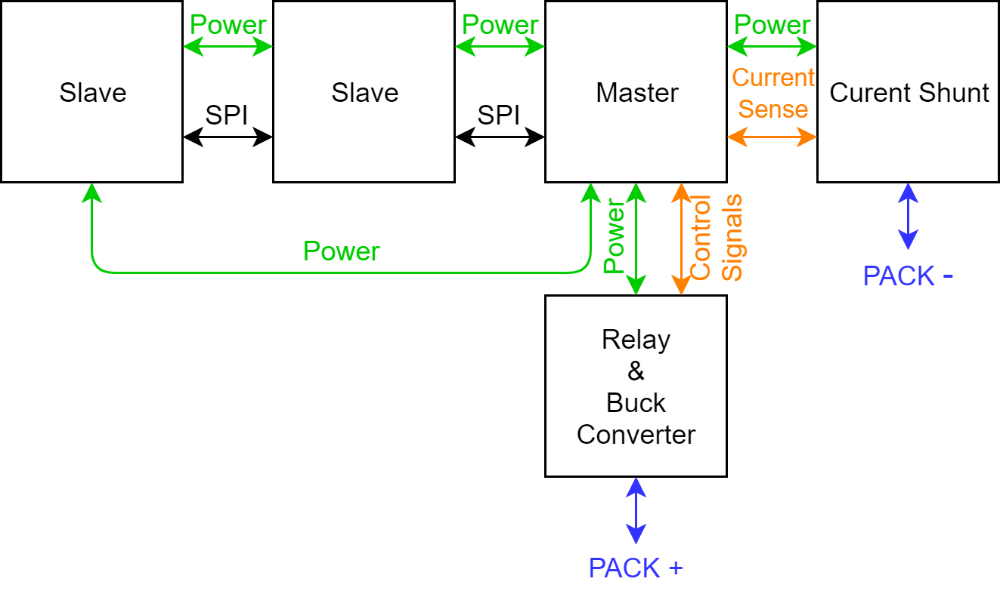 Power
Power
Power
Slave
Slave
Master
Current
Sense
Curent Shunt
SPI
SPI
Power
Power
Control
Signals
PACK -
Relay
&
Buck
Converter
PACK +